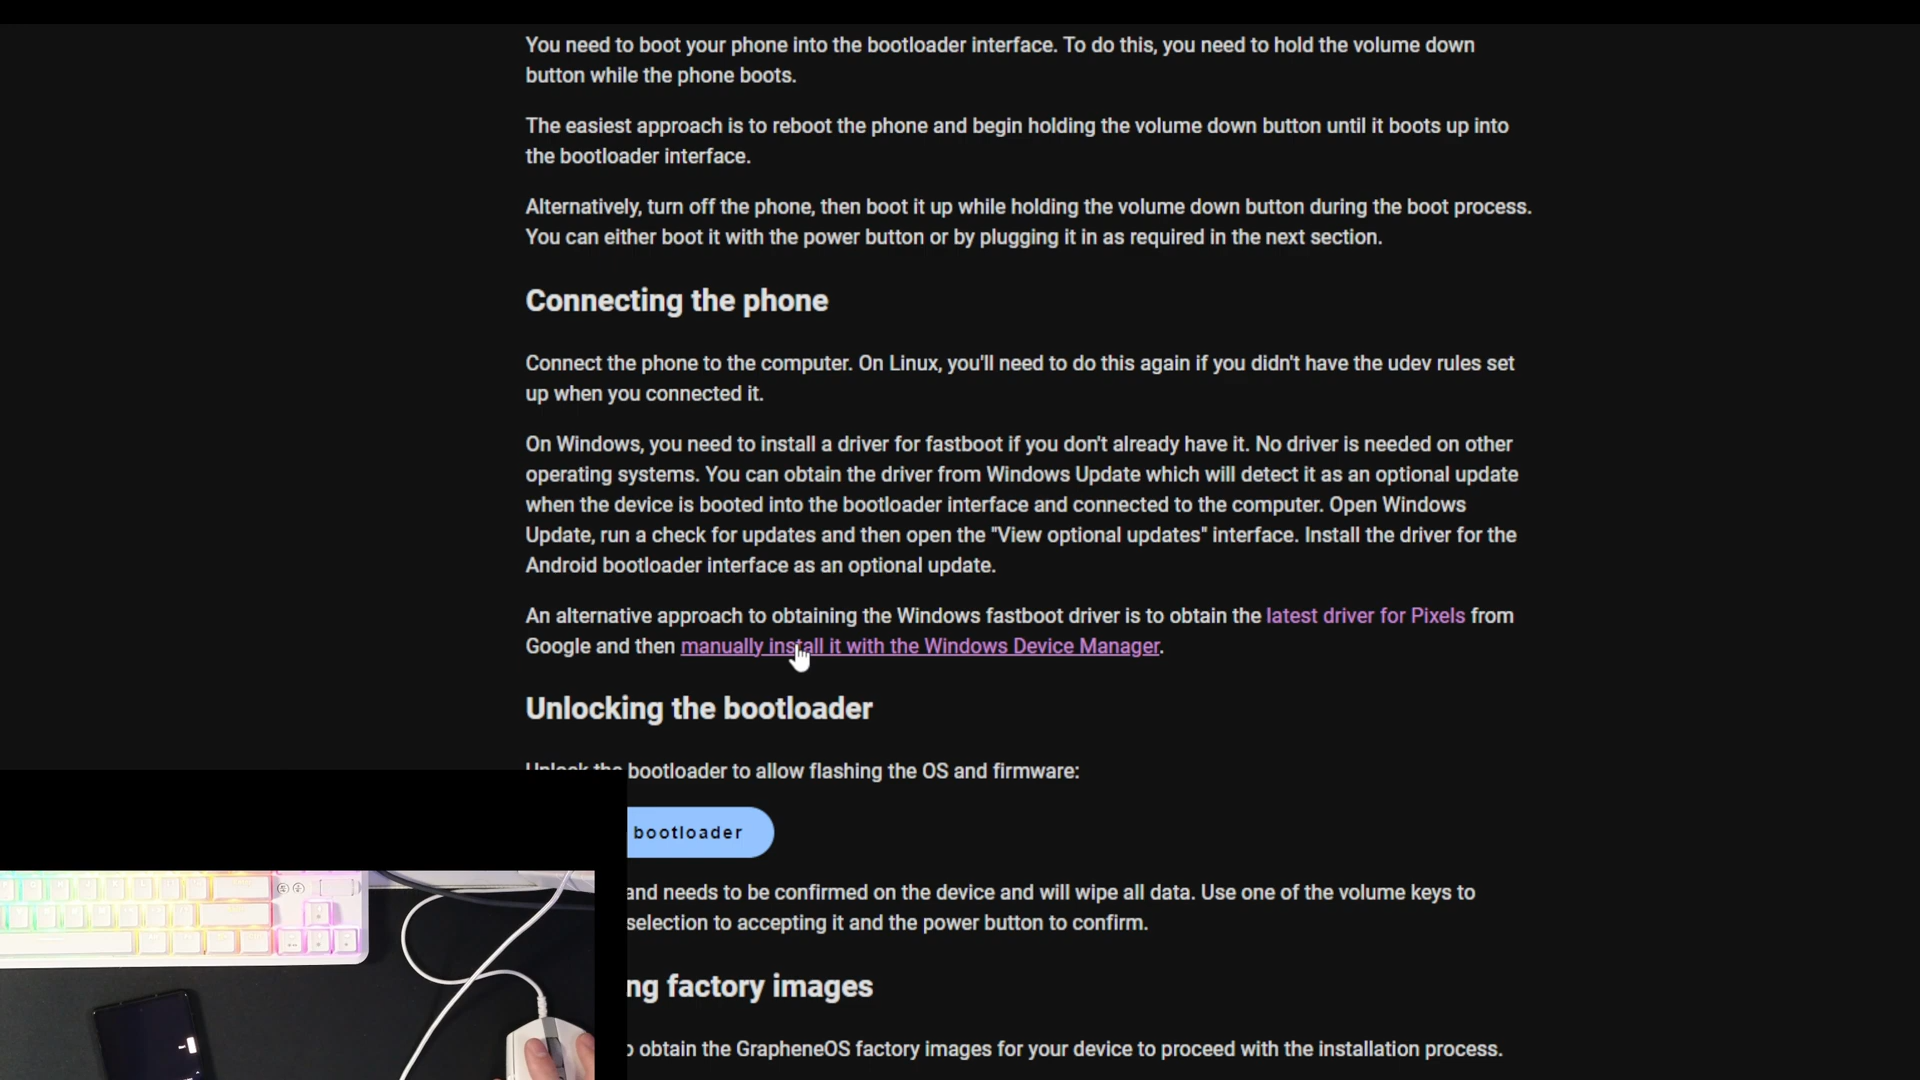 You need to boot your phone into the bootloader interface. To do this, you need to hold the volume down
button while the phone boots.
The easiest approach is to reboot the phone and begin holding the volume down button until it boots up into
the bootloader interface.
Alternatively, turn off the phone, then boot it up while holding the volume down button during the boot process.
You can either boot it with the power button or by plugging it in as required in the next section.
Connecting the phone
Connect the phone to the computer. On Linux, you'll need to do this again if you didn't have the udev rules set
up when you connected it.
On Windows, you need to install a driver for fastboot if you don't already have it. No driver is needed on other
operating systems. You can obtain the driver from Windows Update which will detect it as an optional update
when the device is booted into the bootloader interface and connected to the computer. Open Windows
Update, run a check for updates and then open the "View optional updates" interface. Install the driver for the
Android bootloader interface as an optional update.
An alternative approach to obtaining the Windows fastboot driver is to obtain the latest driver for Pixels from
Google and then manually install it with the Windows Device Manager.
Unlocking the bootloader
Unlock the bootloader to allow flashing the OS and firmware:
bootloader
and needs to be confirmed on the device and will wipe all data. Use one of the volume keys to
selection to accepting it and the power button to confirm.
ng factory images
o obtain the GrapheneOS factory images for your device to proceed with the installation process.